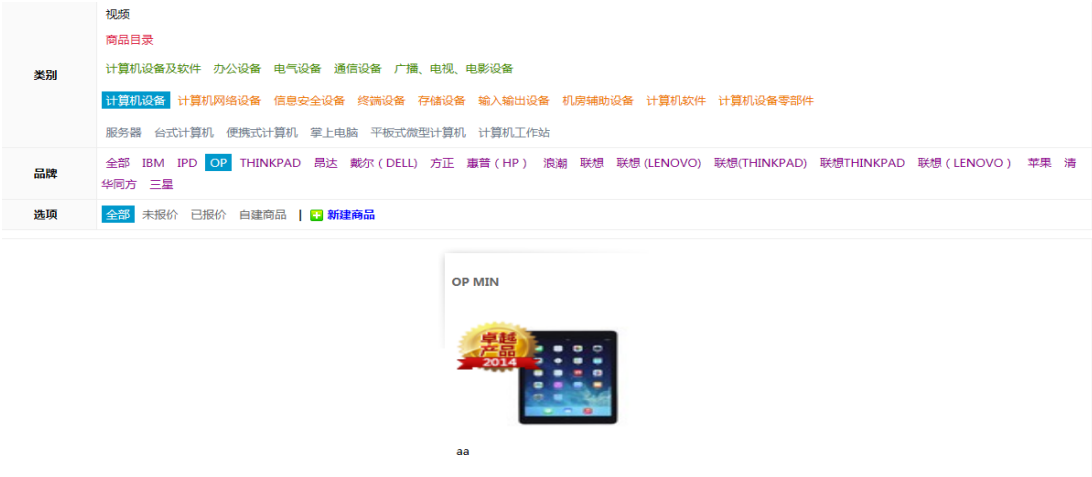 视频
商品目录
计算机设备及软件 办公设备 电气设备 通信设备 广播、电视、电影设备
类别
计算机设备 计算机网络设备 信息安全设备 终端设备 存储设备 输入输出设备 机房辅助设备 计算机软件 计算机设备零部件
服务器 台式计算机 便携式计算机 掌上电脑 平板式微型计算机 计算机工作站
品牌
全部 IBM IPD OP THINKPAD 昂达 戴尔（DELL) 方正 惠普（HP ） 浪潮 联想 联想 (LENOVO) 联想(THINKPAD) 联想THINKPAD 联想（ LENOVO ） 苹果 清
华同方 三星
选项 全部 未报价 已报价 自建商品 | 新建商品
OP MIN
卓越
产品
2014
aa